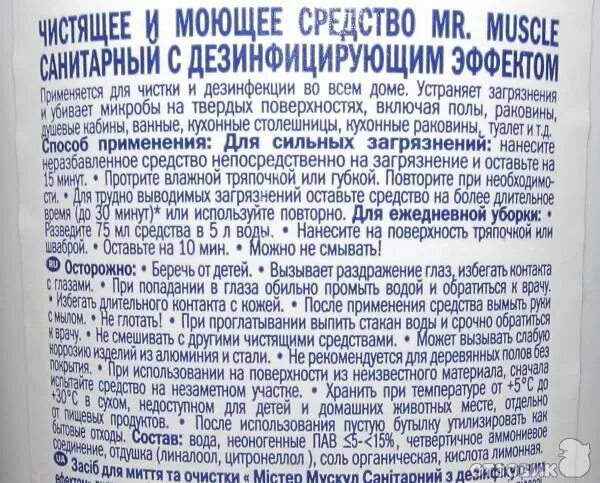 ЧИСТЯЩЕЕ И МОЮЩЕЕ СРЕДСТВО MR. MUSCLE
САНИТАРНЫЙ С ДЕЗИНФИЦИРУЮЩИМ ЭФФЕКТОМ
Применяется для чистки и дезинфекции во всем доме. Устраняет загрязнения
и убивает микробы на твердых поверхностях, включая полы, раковины,
душевые кабины, ванные, кухонные столешницы, кухонные раковины, туалет и т.д.
Способ применения: Для сильных загрязнений: нанесите
неразбавленное средство непосредственно на загрязнение и оставьте на
15 минут. • Протрите влажной тряпочкой или губкой. Повторите при необходимо-
сти. • Для трудно выводимых загрязнений оставьте средство на более длительное
время (до 30 минут)* или используйте повторно. Для ежедневной уборки: •
Разведите 75 мл средства в 5 л воды. • Нанесите на поверхность тряпочкой или
шваброй. • Оставьте на 10 мин. • Можно не смывать!
RU Осторожно: • Беречь от детей. • Вызывает раздражение глаз, избегать контакта
с глазами. • При попадании в глаза обильно промыть водой и обратиться к врачу.
• Избегать длительного контакта с кожей. • После применения средства вымыть руки
с мылом. • Не глотать! • При проглатывании выпить стакан воды и срочно обратиться
к врачу. • Не смешивать с другими чистящими средствами. • Может вызывать слабую
коррозию изделий из алюминия и стали. • Не рекомендуется для деревянных полов без
покрытия. • При использовании на поверхности из неизвестного материала, сначала
испытайте средство на незаметном участке. • Хранить при температуре от +5°С до
+30°С в сухом, недоступном для детей и домашних животных месте, отдельно
от пищевых продуктов. • После использования пустую бутылку утилизировать как
бытовые отходы. Состав: вода, неионогенные ПАВ ≤5-<15%, четвертичное аммониевое
соединение, отдушка (линалоол, цитронеллол), соль органическая, кислота лимонная.
UA Засіб для миття та очистки «Містер Мускул Санітарний з дезінфікуючим